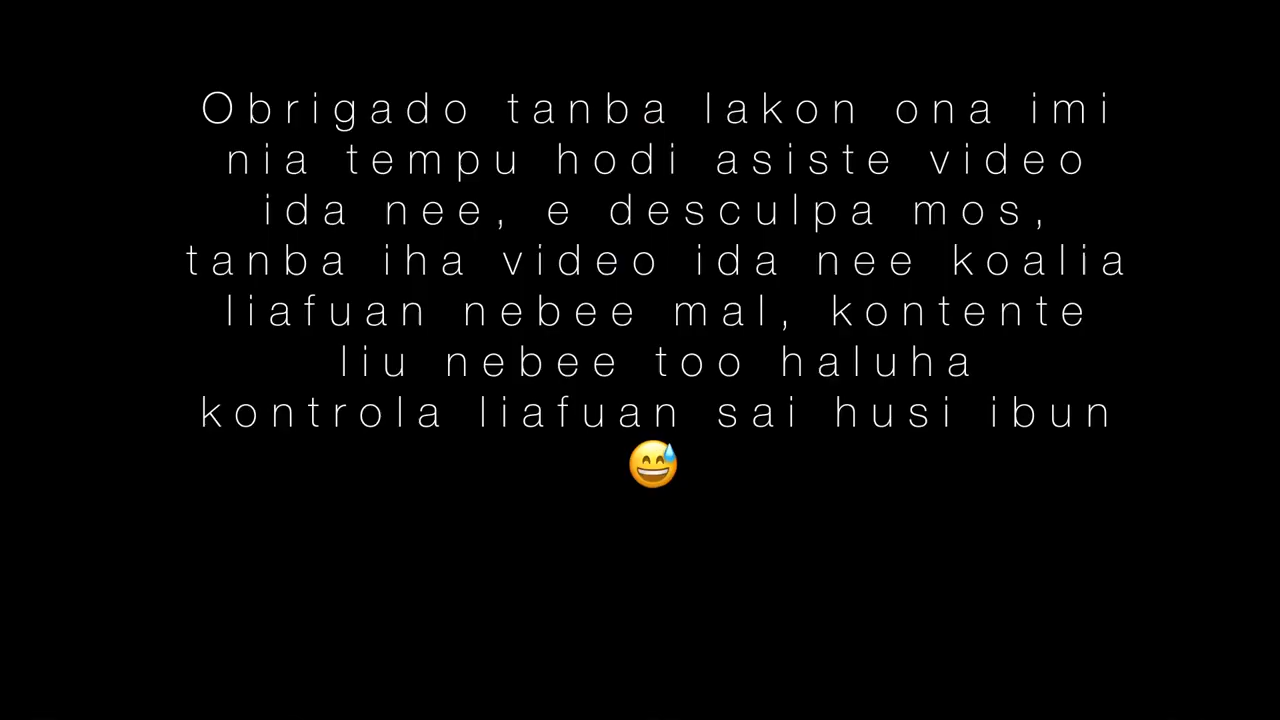 Obrigado tanba lakon ona imi
nia tempu hodi asiste video
ida nee, e desculpa mos,
tanba iha video ida nee koalia
liafuan nebee mal, kontente
liu nebee too haluha
kontrola liafuan sai husi ibun
😅